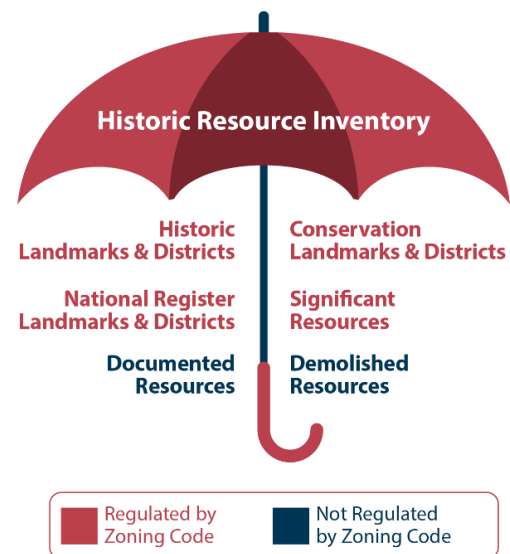 Historic Resource Inventory
Historic
Landmarks & Districts
Conservation
Landmarks & Districts
National Register
Landmarks & Districts
Significant
Resources
Documented
Resources
Demolished
Resources
Regulated by
Zoning Code
Not Regulated
by Zoning Code